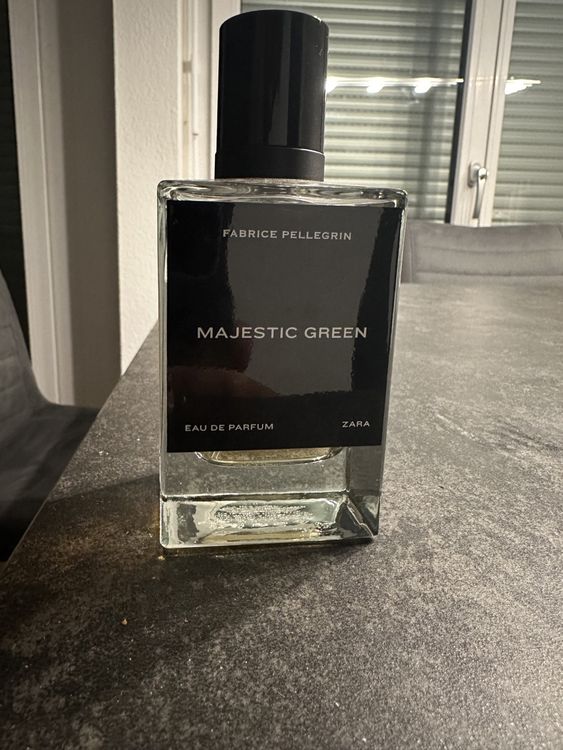 FABRICE PELLEGRIN
MAJESTIC GREEN
EAU DE PARFUM ZARA